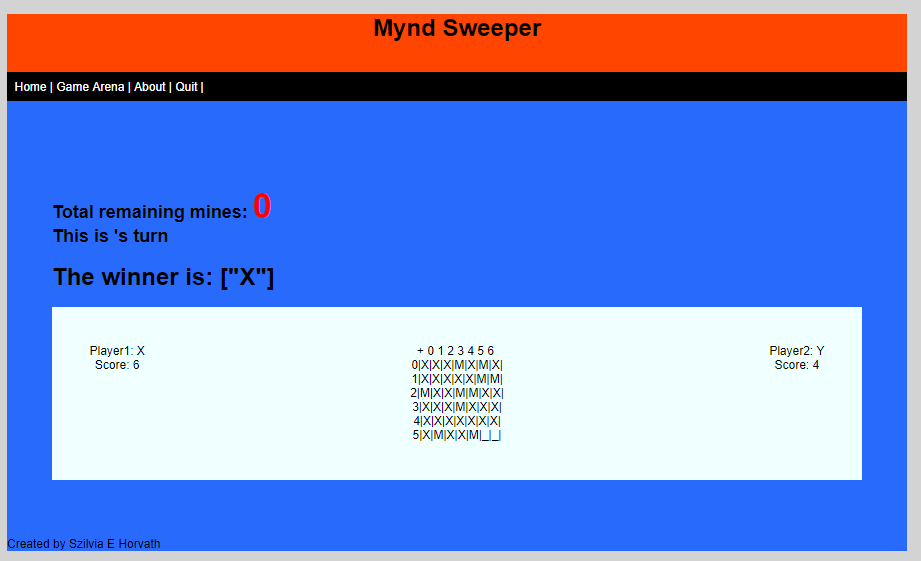 Mynd Sweeper
Home | Game Arena | About | Quit |
Total remaining mines: 0
This is 's turn
The winner is: ["X"]
Player1: X
Score: 6
+ 0 1 2 3 4 5 6
0|X|X|X|M|X|M|X|
1|X|X|X|X|X|M|M|
2|M|X|X|M|M|X|X|
3|X|X|X|M|X|X|X|
4|X|X|X|X|X|X|X|
5|X|M|X|X|M|_|_|
Player2: Y
Score: 4
Created by Szilvia E Horvath